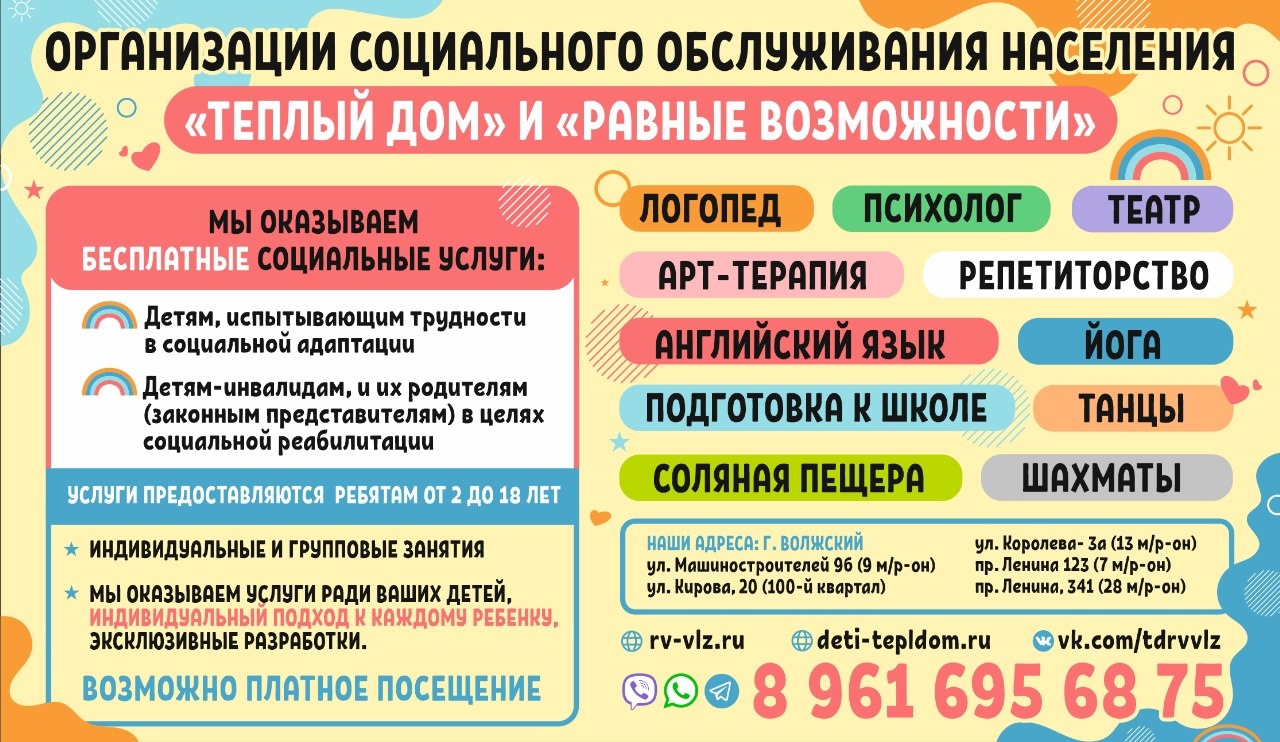 ОРГАНИЗАЦИИ СОЦИАЛЬНОГО ОБСЛУЖИВАНИЯ НАСЕЛЕНИЯ
«ТЕПЛЫЙ ДОМ» И «РАВНЫЕ ВОЗМОЖНОСТИ»
МЫ ОКАЗЫВАЕМ
БЕСПЛАТНЫЕ СОЦИАЛЬНЫЕ УСЛУГИ:
Детям, испытывающим трудности
в социальной адаптации
Детям-инвалидам, и их родителям
(законным представителям) в целях
социальной реабилитации
УСЛУГИ ПРЕДОСТАВЛЯЮТСЯ РЕБЯТАМ ОТ 2 ДО 18 ЛЕТ
ИНДИВИДУАЛЬНЫЕ И ГРУППОВЫЕ ЗАНЯТИЯ
МЫ ОКАЗЫВАЕМ УСЛУГИ РАДИ ВАШИХ ДЕТЕЙ,
ИНДИВИДУАЛЬНЫЙ ПОДХОД К КАЖДОМУ РЕБЕНКУ,
ЭКСКЛЮЗИВНЫЕ РАЗРАБОТКИ.
ВОЗМОЖНО ПЛАТНОЕ ПОСЕЩЕНИЕ
ЛОГОПЕД
ПСИХОЛОГ
ТЕАТР
АРТ-ТЕРАПИЯ
РЕПЕТИТОРСТВО
АНГЛИЙСКИЙ ЯЗЫК
ЙОГА
ПОДГОТОВКА К ШКОЛЕ
ТАНЦЫ
СОЛЯНАЯ ПЕЩЕРА
ШАХМАТЫ
НАШИ АДРЕСА: Г. ВОЛЖСКИЙ
ул. Машиностроителей 9б (9 м/р-он)
ул. Кирова, 20 (100-й квартал)
ул. Королева- 3а (13 м/р-он)
пр. Ленина 123 (7 м/р-он)
пр. Ленина, 341 (28 м/р-он)
rv-vlz.ru
deti-tepldom.ru
vk.com/tdrvvlz
8 961 695 68 75